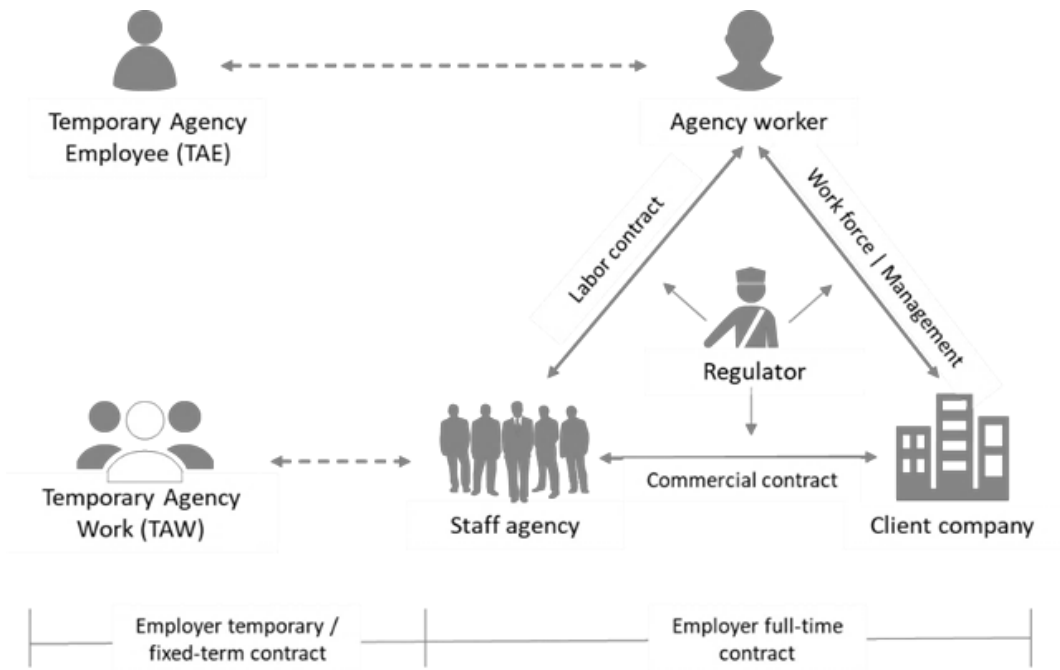 Temporary Agency
Employee (TAE)
Agency worker
Labor contract
Work force | Management
Regulator
Commercial contract
Temporary Agency
Work (TAW)
Staff agency
Client company
Employer temporary /
fixed-term contract
Employer full-time
contract